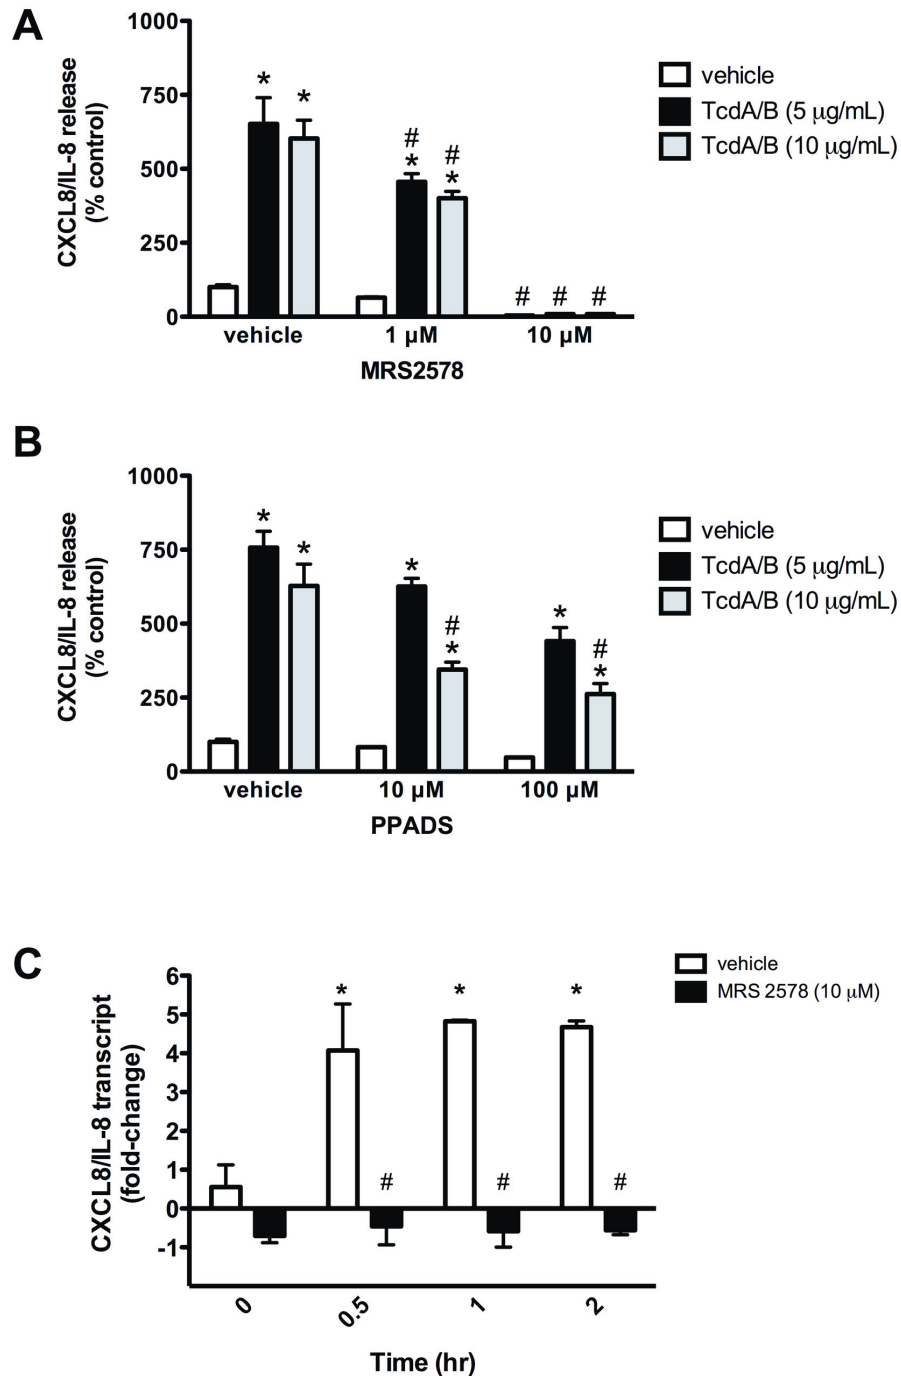 A
CXCL8/IL-8 release
(% control)
1000
750
500
250
0
*
*
#
*
#
*
#
#
#
vehicle
1 µM
10 µM
MRS2578
vehicle
TcdA/B (5 µg/mL)
TcdA/B (10 µg/mL)
B
CXCL8/IL-8 release
(% control)
1000
750
500
250
0
*
*
*
#
*
*
#
*
vehicle
10 µM
100 µM
PPADS
vehicle
TcdA/B (5 µg/mL)
TcdA/B (10 µg/mL)
C
CXCL8/IL-8 transcript
(fold-change)
6
5
4
3
2
1
0
-1
*
#
*
#
*
#
0
0.5
1
2
Time (hr)
vehicle
MRS 2578 (10 µM)